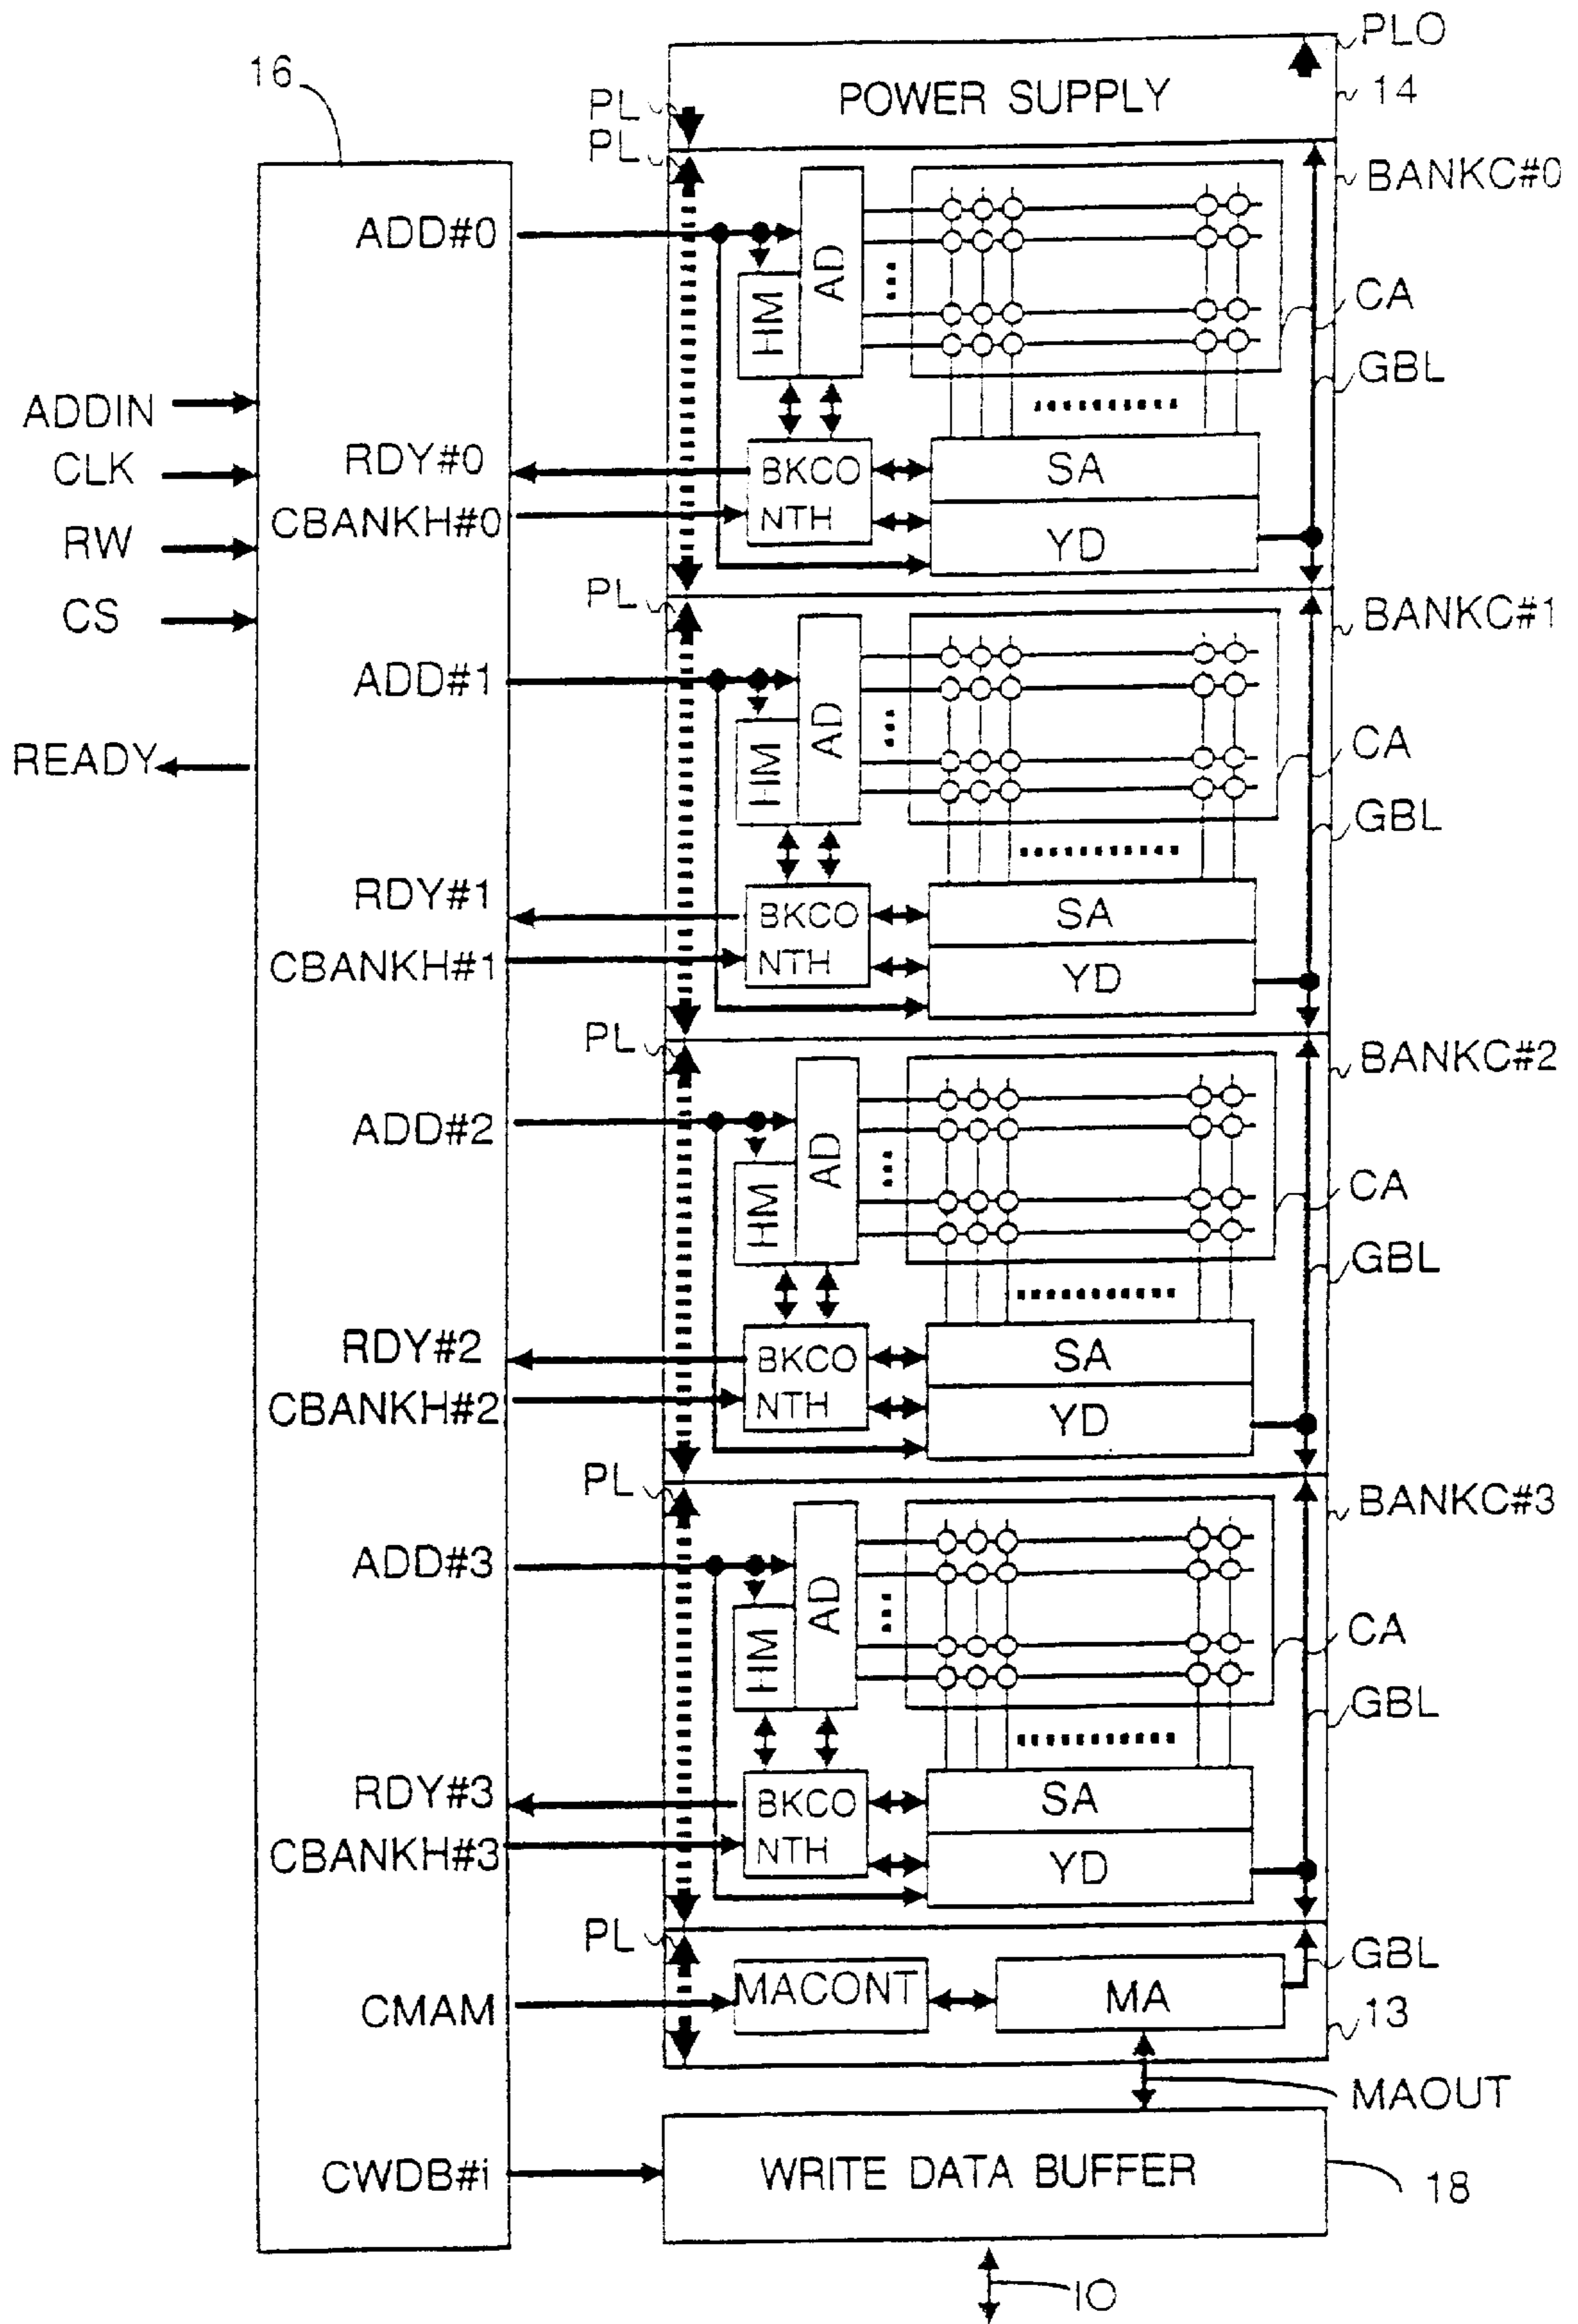 PLO
16
POWER SUPPLY
14
PL
PL
BANKC#0
ADD#0
AD
HM
CA
GBL
ADDIN
RDY#0
BKCO
SA
CLK
CBANKH#0
NTH
YD
RW
PL
BANKC#1
CS
ADD#1
AD
HM
CA
READY
GBL
RDY#1
BKCO
SA
CBANKH#1
NTH
YD
PL
BANKC#2
ADD#2
AD
HM
CA
GBL
RDY#2
BKCO
SA
CBANKH#2
NTH
YD
PL
BANKC#3
ADD#3
AD
HM
CA
GBL
RDY#3
BKCO
SA
CBANKH#3
NTH
YD
PL
GBL
CMAM
MACONT
MA
13
MAOUT
CWDB#i
WRITE DATA BUFFER
18
IO